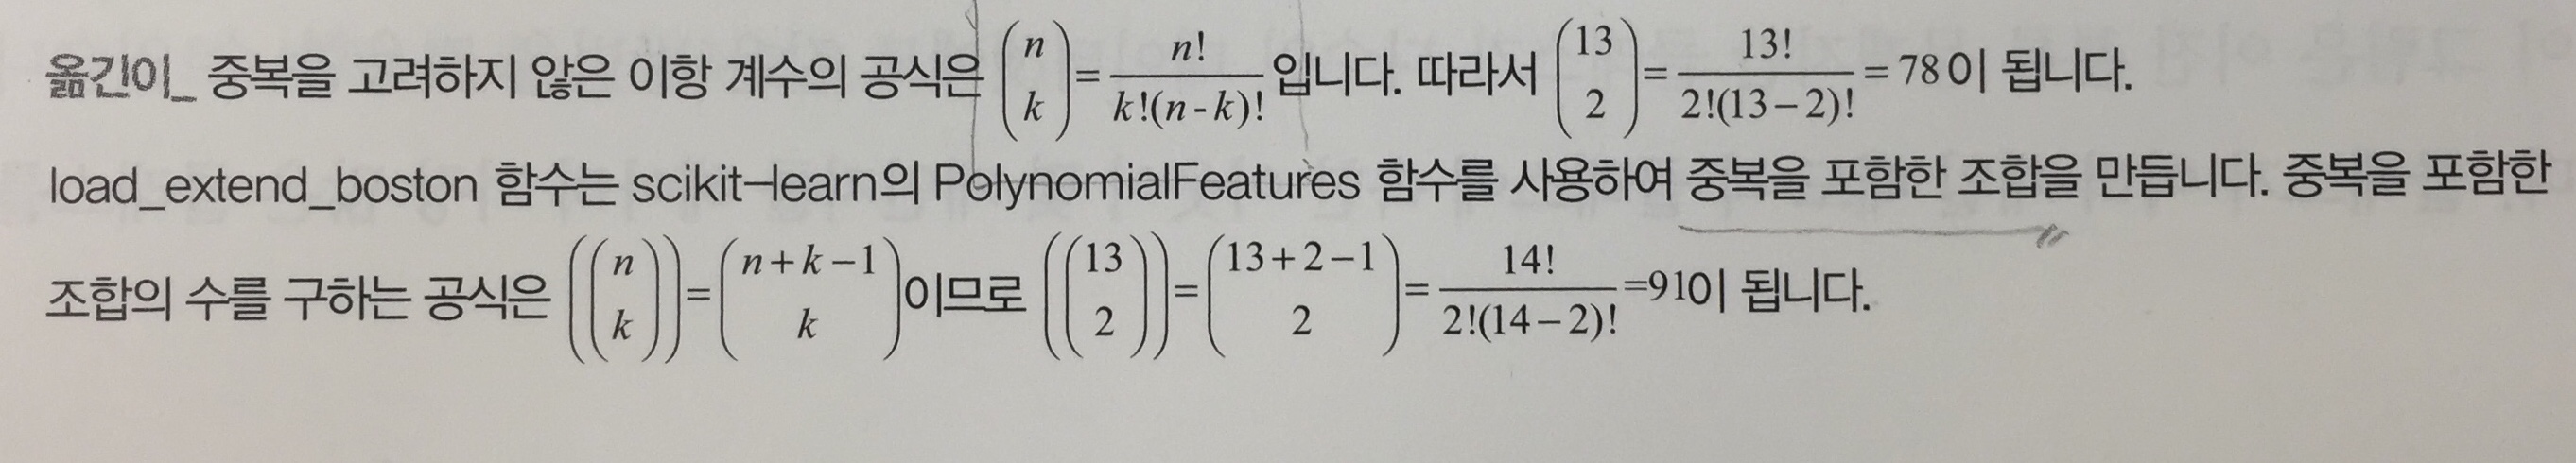 옮긴이_ 중복을 고려하지 않은 이항 계수의 공식은 $\binom{n}{k} = \frac{n!}{k!(n-k)!}$ 입니다. 따라서 $\binom{13}{2} = \frac{13!}{2!(13-2)!} = 78$이 됩니다.
load_extend_boston 함수는 scikit-learn의 PolynomialFeatures 함수를 사용하여 중복을 포함한 조합을 만듭니다. 중복을 포함한
조합의 수를 구하는 공식은 $\left(\binom{n}{k}\right) = \binom{n+k-1}{k}$이므로 $\left(\binom{13}{2}\right) = \binom{13+2-1}{2} = \frac{14!}{2!(14-2)!} = 91$이 됩니다.